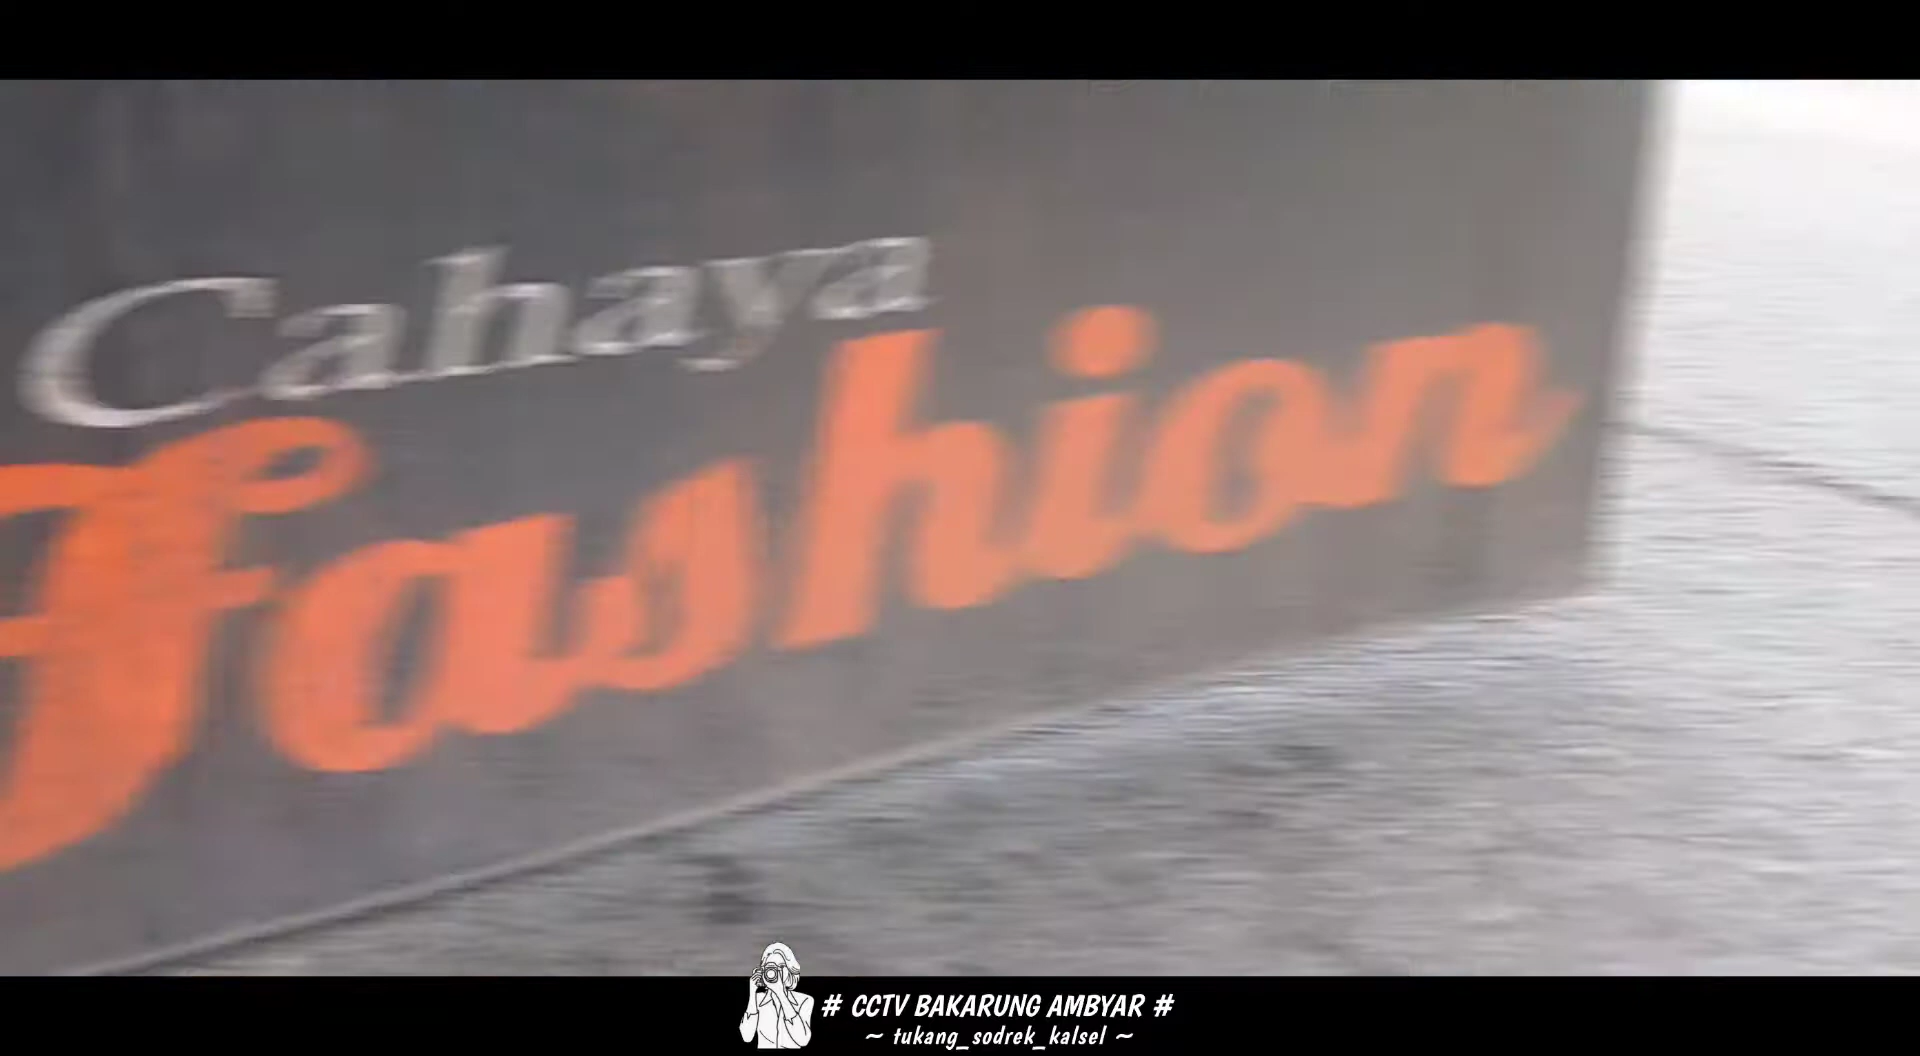 Cahaya
Fashion
# CCTV BAKARUNG AMBYAR #
~ tukang_sodrek_kalsel ~